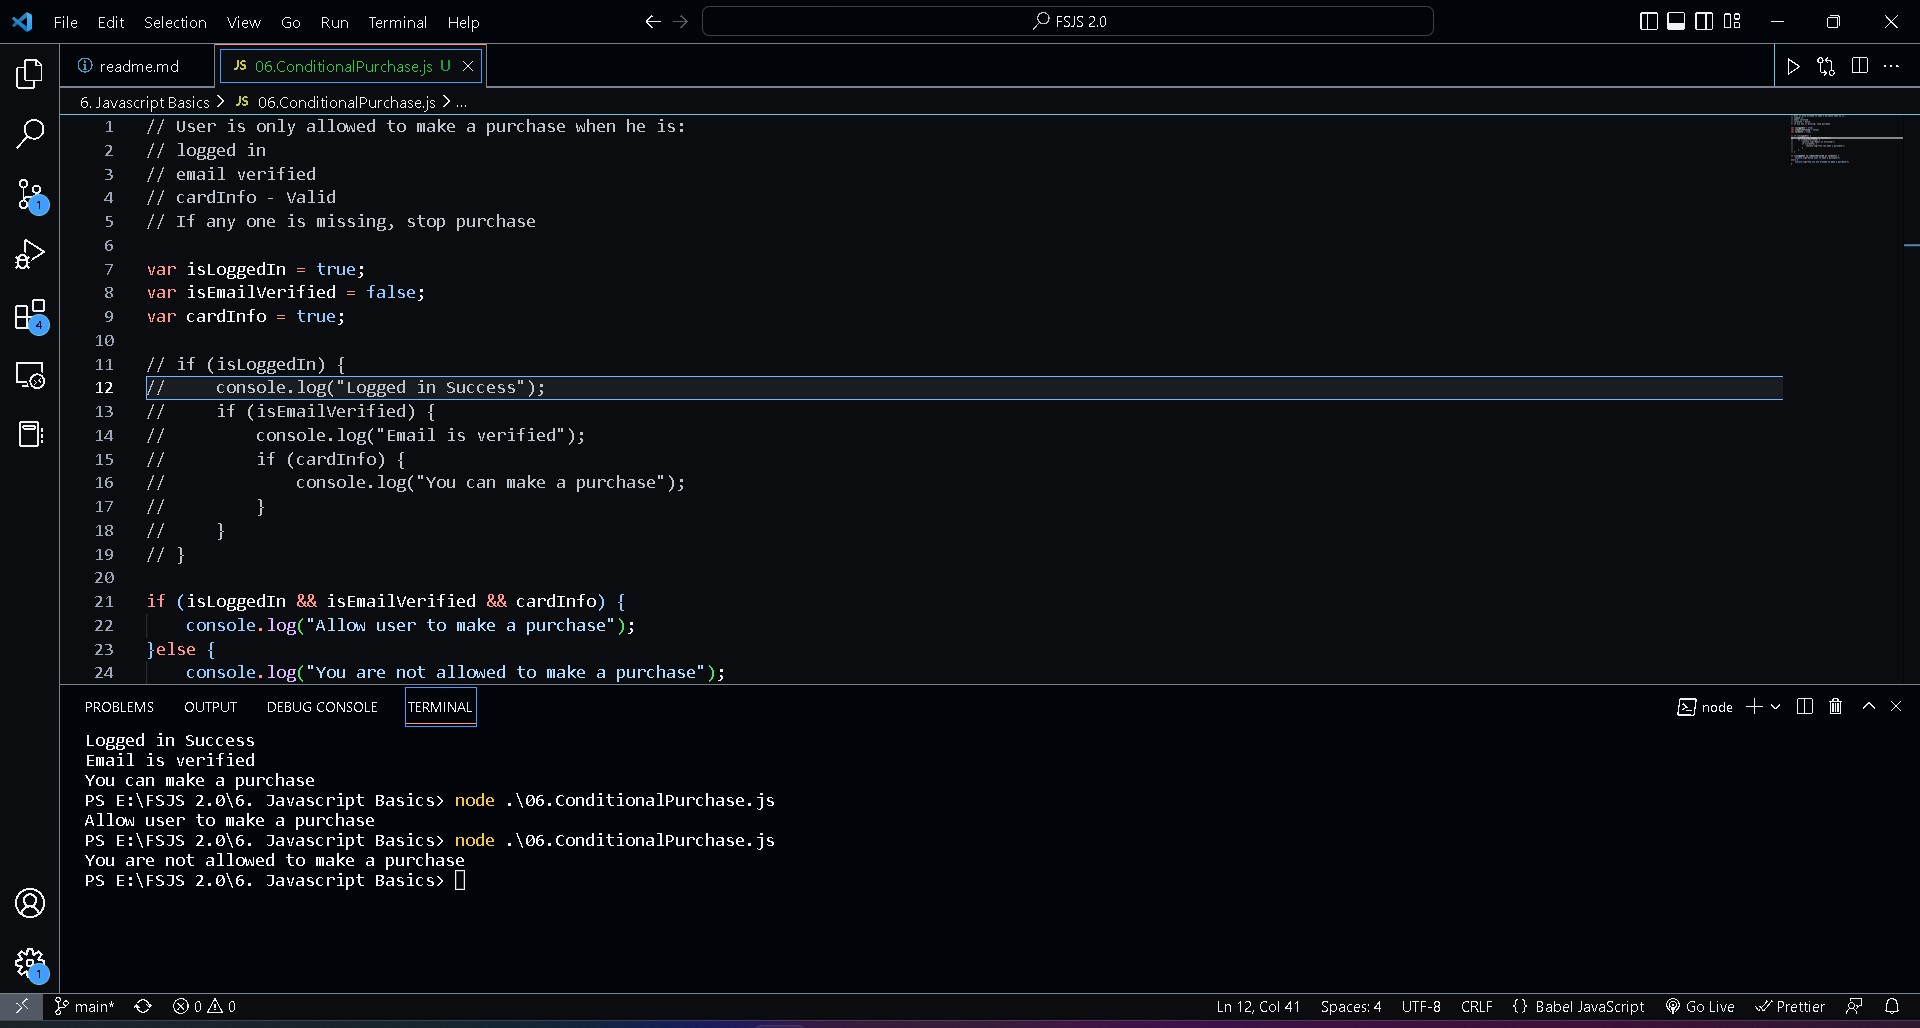 File Edit Selection View Go Run Terminal Help
FSJS 2.0
readme.md
JS 06.ConditionalPurchase.js U
6. Javascript Basics > JS 06.ConditionalPurchase.js > ...
1 // User is only allowed to make a purchase when he is:
2 // logged in
3 // email verified
4 // cardInfo - Valid
5 // If any one is missing, stop purchase
6
7 var isLoggedIn = true;
8 var isEmailVerified = false;
9 var cardInfo = true;
10
11 // if (isLoggedIn) {
12 //     console.log("Logged in Success");
13 //     if (isEmailVerified) {
14 //         console.log("Email is verified");
15 //         if (cardInfo) {
16 //             console.log("You can make a purchase");
17 //         }
18 //     }
19 // }
20
21 if (isLoggedIn && isEmailVerified && cardInfo) {
22     console.log("Allow user to make a purchase");
23 }else {
24     console.log("You are not allowed to make a purchase");
1
4
PROBLEMS OUTPUT DEBUG CONSOLE TERMINAL
node
Logged in Success
Email is verified
You can make a purchase
PS E:\FSJS 2.0\6. Javascript Basics> node .\06.ConditionalPurchase.js
Allow user to make a purchase
PS E:\FSJS 2.0\6. Javascript Basics> node .\06.ConditionalPurchase.js
You are not allowed to make a purchase
PS E:\FSJS 2.0\6. Javascript Basics>
1
main* 0 0 Ln 12, Col 41 Spaces: 4 UTF-8 CRLF {} Babel JavaScript Go Live Prettier